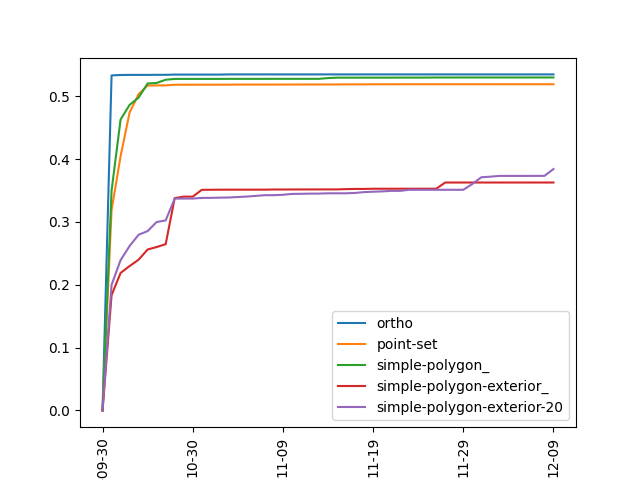 0.5
0.4
0.3
0.2
0.1
0.0
ortho
point-set
simple-polygon_
simple-polygon-exterior_
simple-polygon-exterior-20
09-30
10-30
11-09
11-19
11-29
12-09